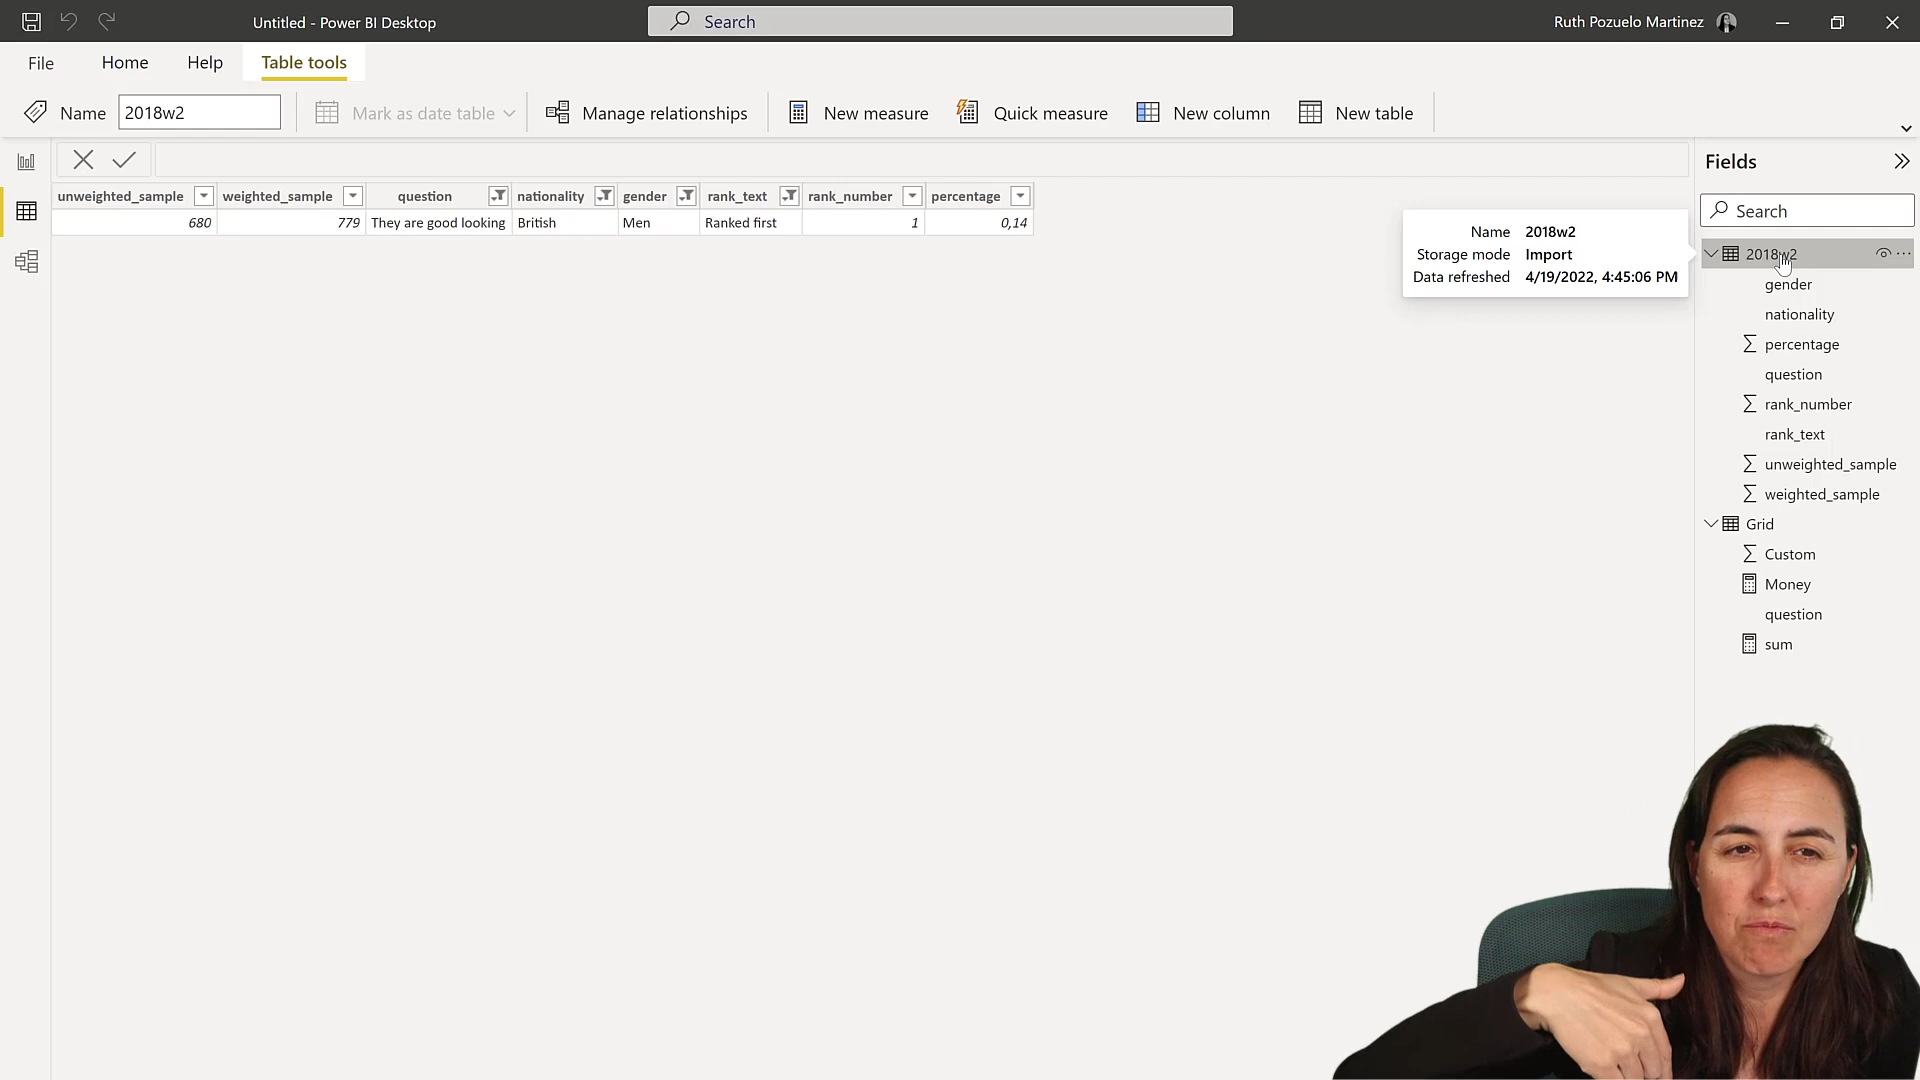 Untitled - Power BI Desktop
Search
Ruth Pozuelo Martinez
File
Home
Help
Table tools
Name
2018w2
Mark as date table
Manage relationships
New measure
Quick measure
New column
New table
unweighted_sample weighted_sample question nationality gender rank_text rank_number percentage
680 779 They are good looking British Men Ranked first 1 0,14
Name 2018w2
Storage mode Import
Data refreshed 4/19/2022, 4:45:06 PM
Fields
Search
2018w2
gender
nationality
percentage
question
rank_number
rank_text
unweighted_sample
weighted_sample
Grid
Custom
Money
question
sum